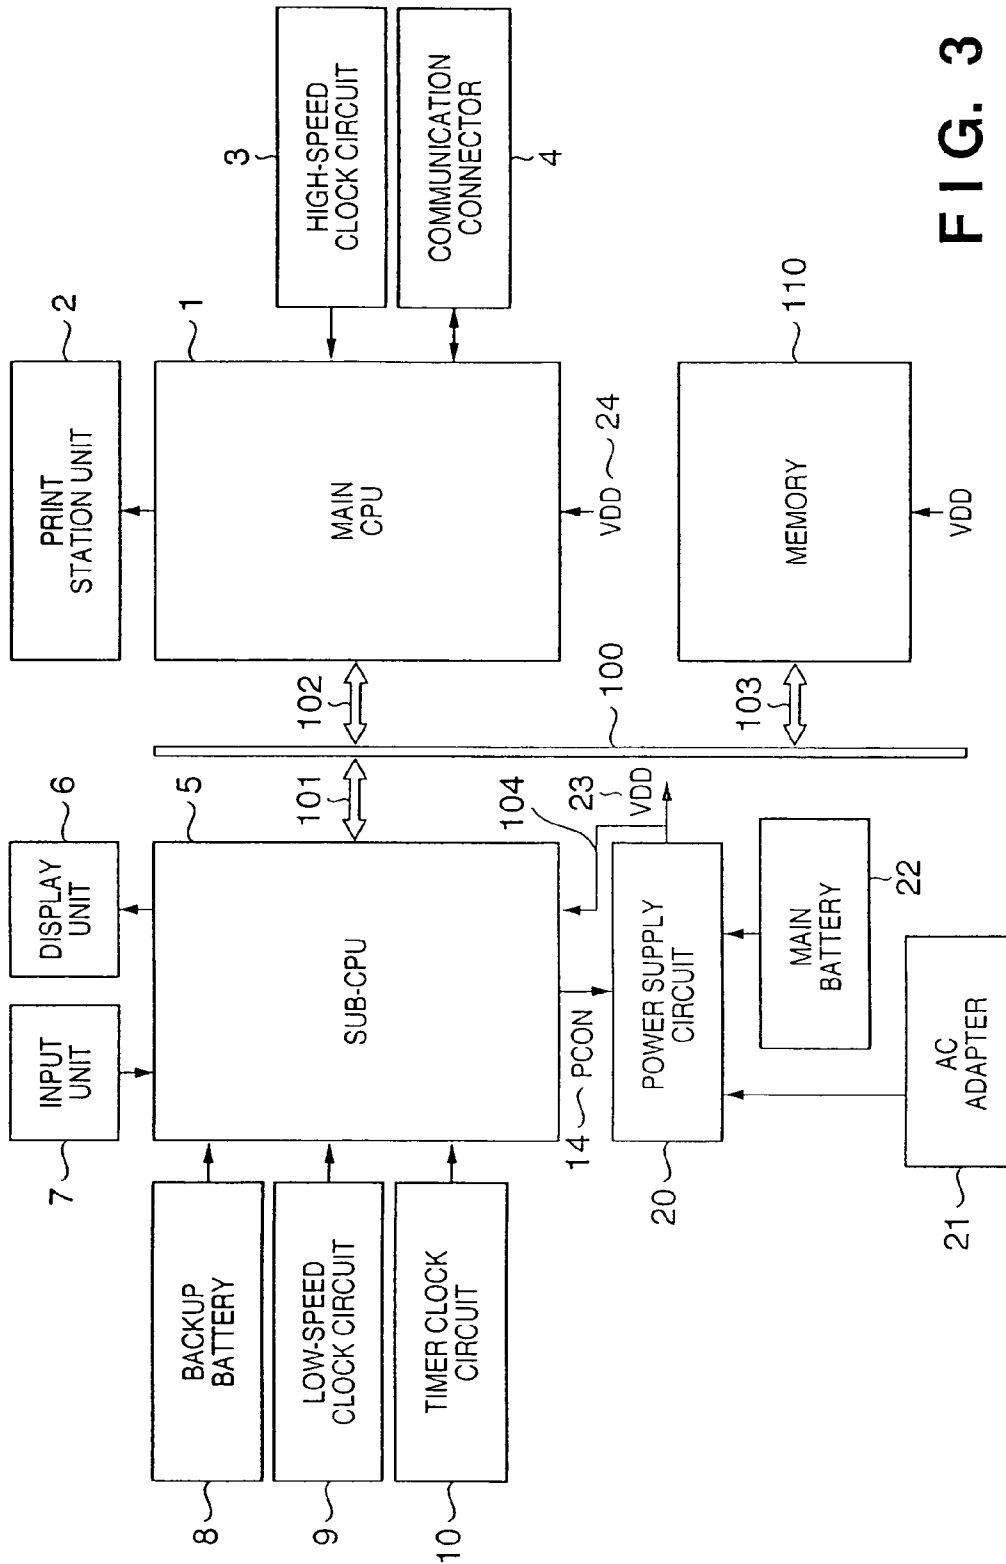 8
BACKUP
BATTERY
9
LOW-SPEED
CLOCK CIRCUIT
10
TIMER CLOCK
CIRCUIT
7
INPUT
UNIT
DISPLAY
UNIT
6
SUB-CPU
5
101
102
100
103
14
PCON
104
23
VDD
20
POWER SUPPLY
CIRCUIT
MAIN
BATTERY
22
21
AC
ADAPTER
PRINT
STATION UNIT
2
MAIN
CPU
1
VDD
24
3
HIGH-SPEED
CLOCK CIRCUIT
COMMUNICATION
CONNECTOR
4
MEMORY
110
VDD
FIG. 3